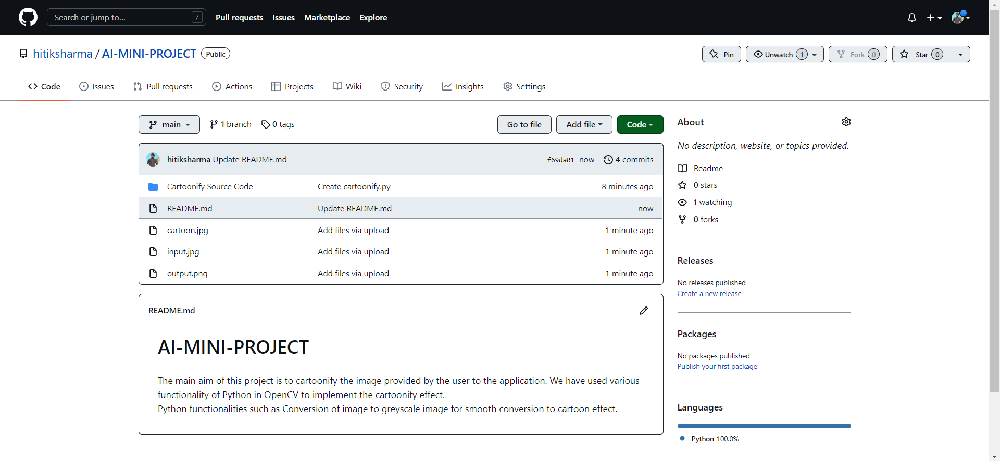 Search or jump to... /
Pull requests Issues Marketplace Explore
hitiksharma / AI-MINI-PROJECT Public
Pin Unwatch 1 Fork 0 Star 0
Code Issues Pull requests Actions Projects Wiki Security Insights Settings
main 1 branch 0 tags Go to file Add file Code
hitiksharma Update README.md f69da01 now 4 commits
Cartoonify Source Code Create cartoonify.py 8 minutes ago
README.md Update README.md now
cartoon.jpg Add files via upload 1 minute ago
input.jpg Add files via upload 1 minute ago
output.png Add files via upload 1 minute ago
README.md
AI-MINI-PROJECT
The main aim of this project is to cartoonify the image provided by the user to the application. We have used various
functionality of Python in OpenCV to implement the cartoonify effect.
Python functionalities such as Conversion of image to greyscale image for smooth conversion to cartoon effect.
About
No description, website, or topics provided.
Readme
0 stars
1 watching
0 forks
Releases
No releases published
Create a new release
Packages
No packages published
Publish your first package
Languages
Python 100.0%